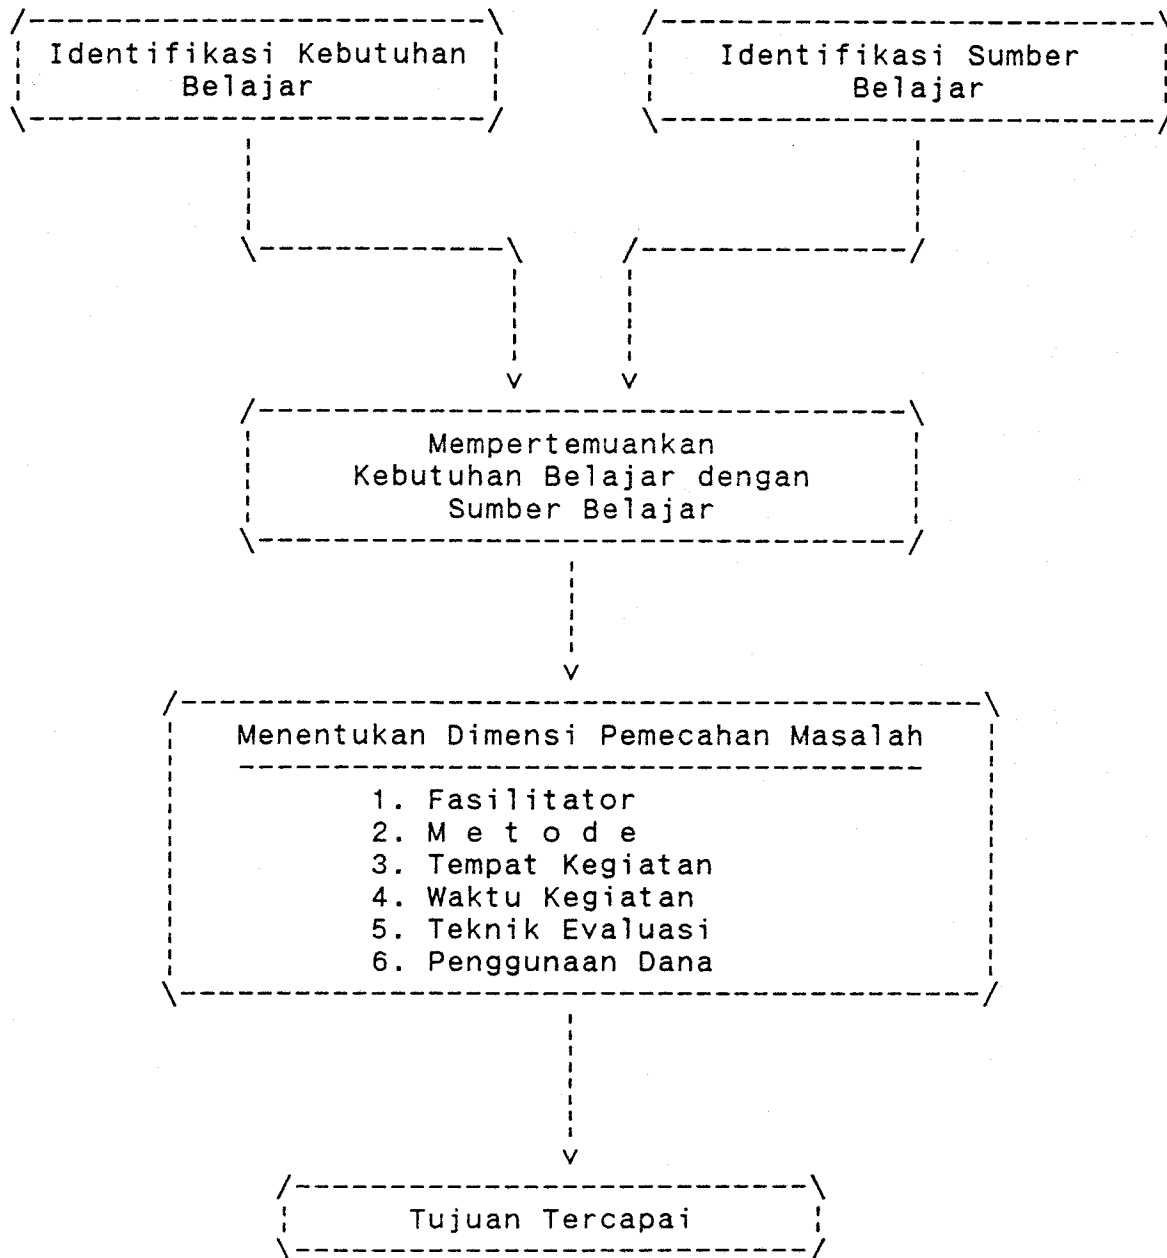 Identifikasi Kebutuhan
Belajar
Identifikasi Sumber
Belajar
Mempertemuankan
Kebutuhan Belajar dengan
Sumber Belajar
Menentukan Dimensi Pemecahan Masalah
1. Fasilitator
2. M e t o d e
3. Tempat Kegiatan
4. Waktu Kegiatan
5. Teknik Evaluasi
6. Penggunaan Dana
Tujuan Tercapai